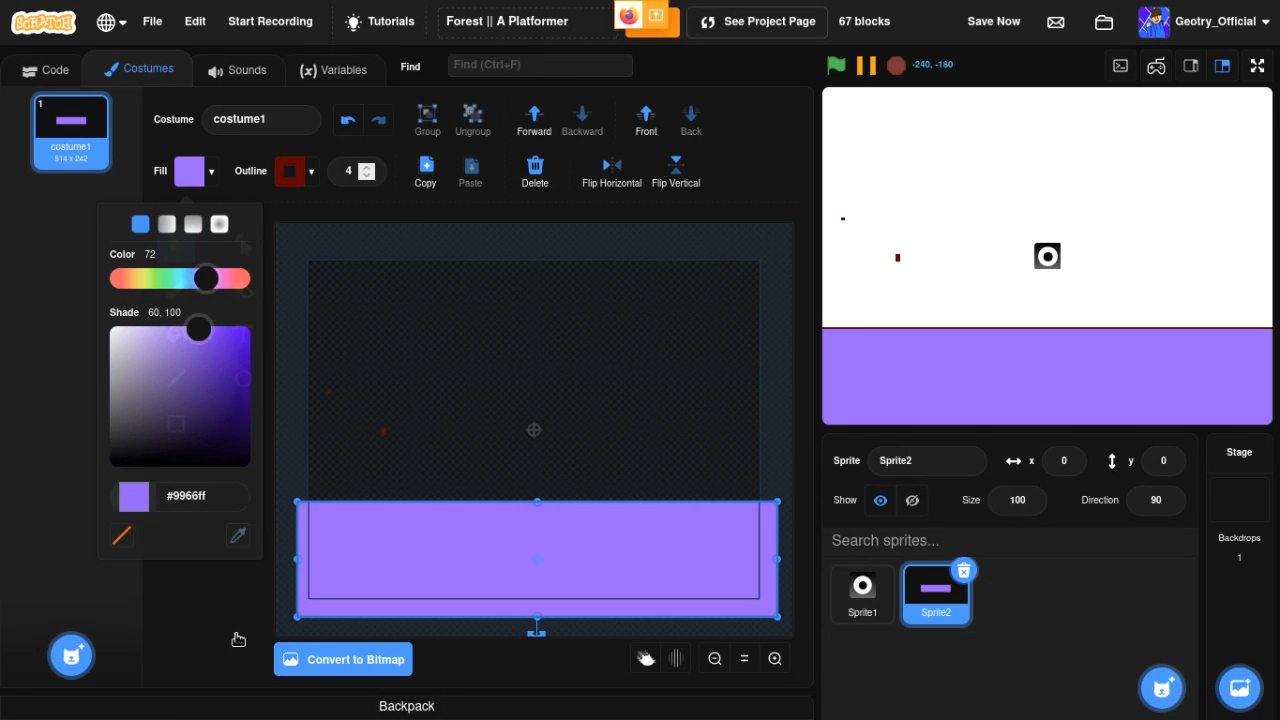 SCRATCH File Edit Start Recording Tutorials Forest || A Platformer See Project Page 67 blocks Save Now Geotry_Official
Code Costumes Sounds Variables Find Find (Ctrl+F) -240, -180
1
costume1
514 x 242
Costume costume1 Group Ungroup Forward Backward Front Back
Fill Outline 4 Copy Paste Delete Flip Horizontal Flip Vertical
Color 72
Shade 60, 100
#9966ff
Convert to Bitmap
Backpack
Sprite Sprite2 x 0 y 0
Show Size 100 Direction 90
Search sprites...
Sprite1 Sprite2
Stage
Backdrops
1